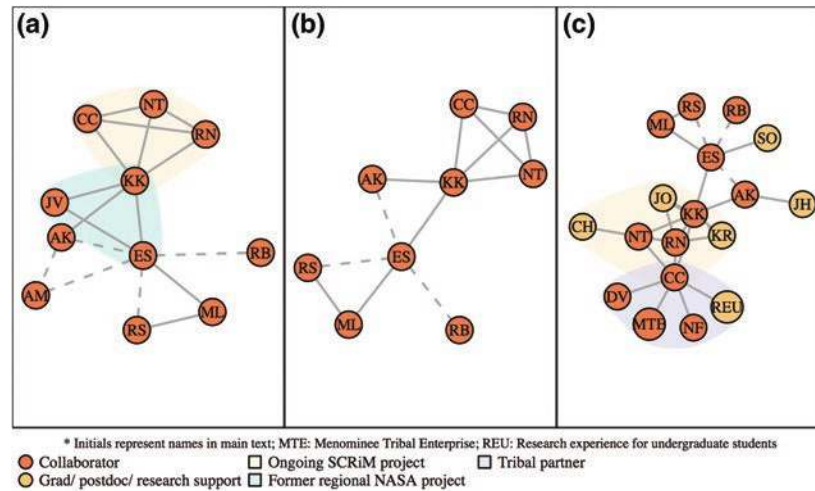 (a)
NT
CC
RN
KK
JV
AK
ES
RB
AM
ML
RS
(b)
CC
RN
NT
AK
KK
ES
RS
ML
RB
(c)
RS
RB
ML
SO
ES
AK
JO
JH
KK
CH
NT
RN
KR
CC
DV
REU
MTE
NF
* Initials represent names in main text; MTE: Menominee Tribal Enterprise; REU: Research experience for undergraduate students
Collaborator
Ongoing SCRiM project
Tribal partner
Grad/ postdoc/ research support
Former regional NASA project